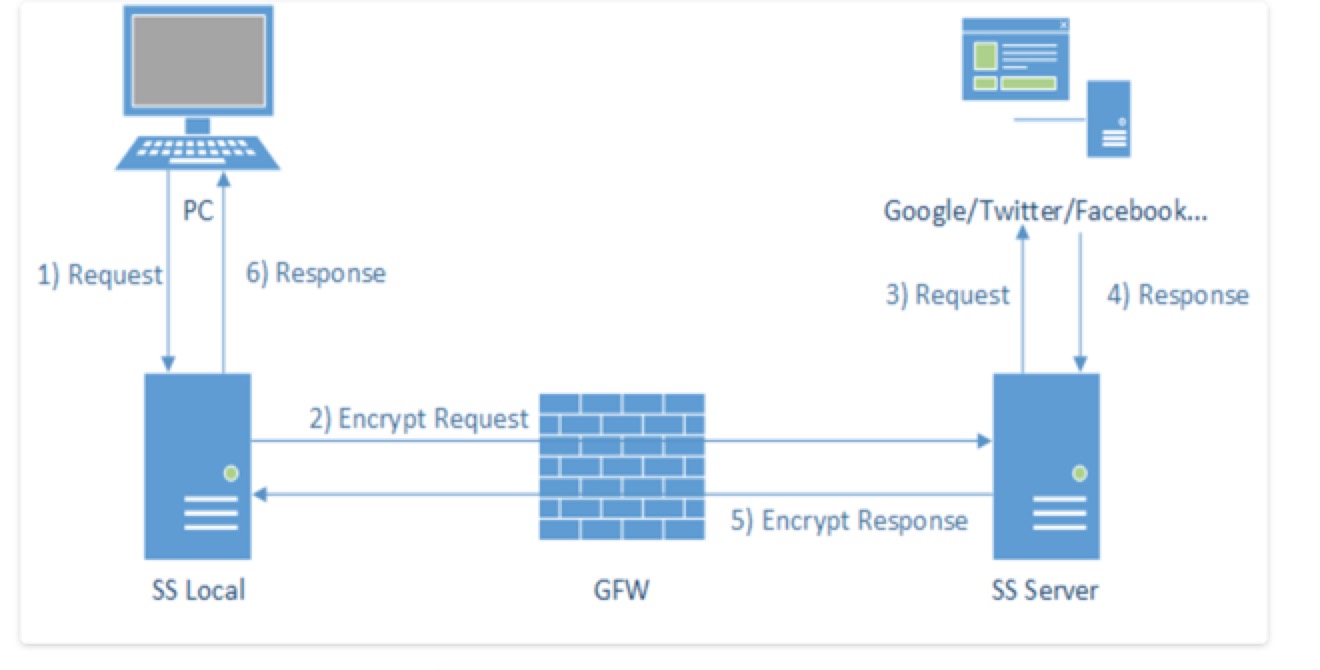 PC
Google/Twitter/Facebook...
1) Request
6) Response
3) Request
4) Response
2) Encrypt Request
5) Encrypt Response
SS Local
GFW
SS Server